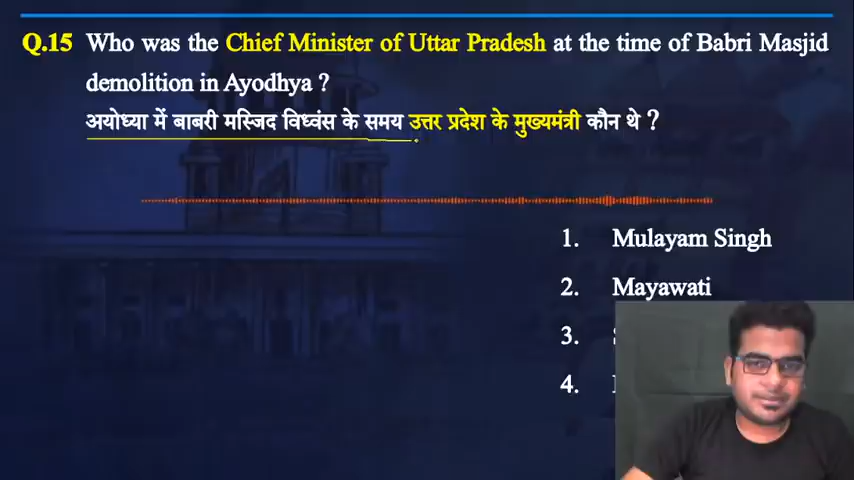 Q.15 Who was the Chief Minister of Uttar Pradesh at the time of Babri Masjid
demolition in Ayodhya ?
अयोध्या में बाबरी मस्जिद विध्वंस के समय उत्तर प्रदेश के मुख्यमंत्री कौन थे ?
1. Mulayam Singh
2. Mayawati
3.
4.